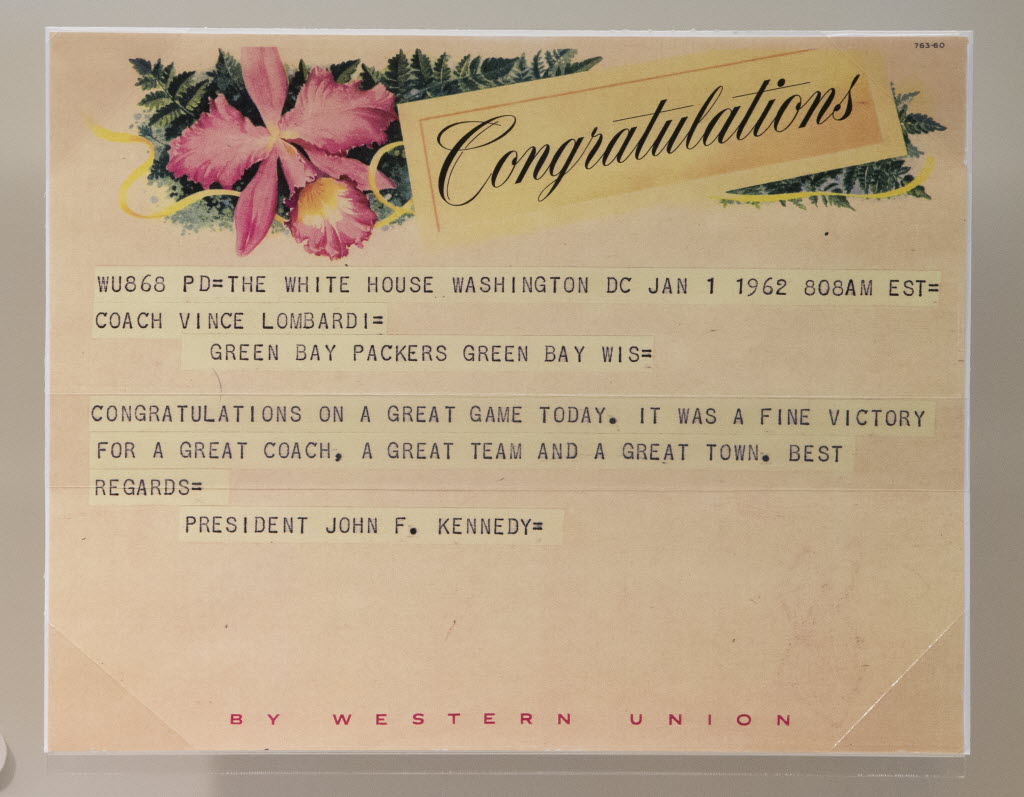 763-60
Congratulations
WU868 PD=THE WHITE HOUSE WASHINGTON DC JAN 1 1962 808AM EST=
COACH VINCE LOMBARDI=
GREEN BAY PACKERS GREEN BAY WIS=
CONGRATULATIONS ON A GREAT GAME TODAY. IT WAS A FINE VICTORY
FOR A GREAT COACH, A GREAT TEAM AND A GREAT TOWN. BEST
REGARDS=
PRESIDENT JOHN F. KENNEDY=
BY WESTERN UNION